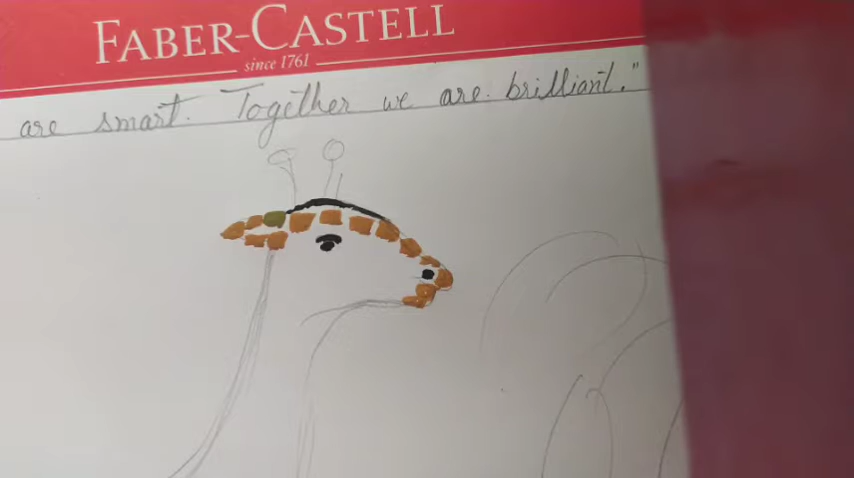 FABER-CASTELL
since 1761
are smart. Together we are brilliant."